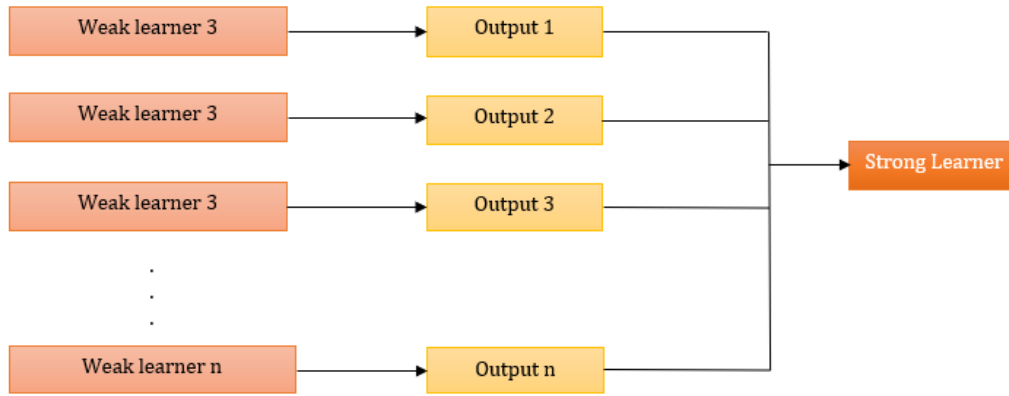 Weak learner 3
Output 1
Weak learner 3
Output 2
Strong Learner
Weak learner 3
Output 3
.
.
.
Weak learner n
Output n